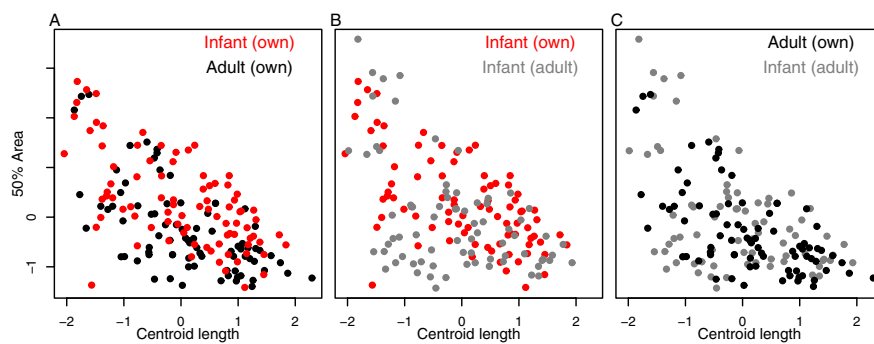 A
B
C
Infant (own)
Adult (own)
Infant (own)
Infant (adult)
Adult (own)
Infant (adult)
50% Area
0
−1
−2 −1 0 1 2
−2 −1 0 1 2
−2 −1 0 1 2
Centroid length
Centroid length
Centroid length